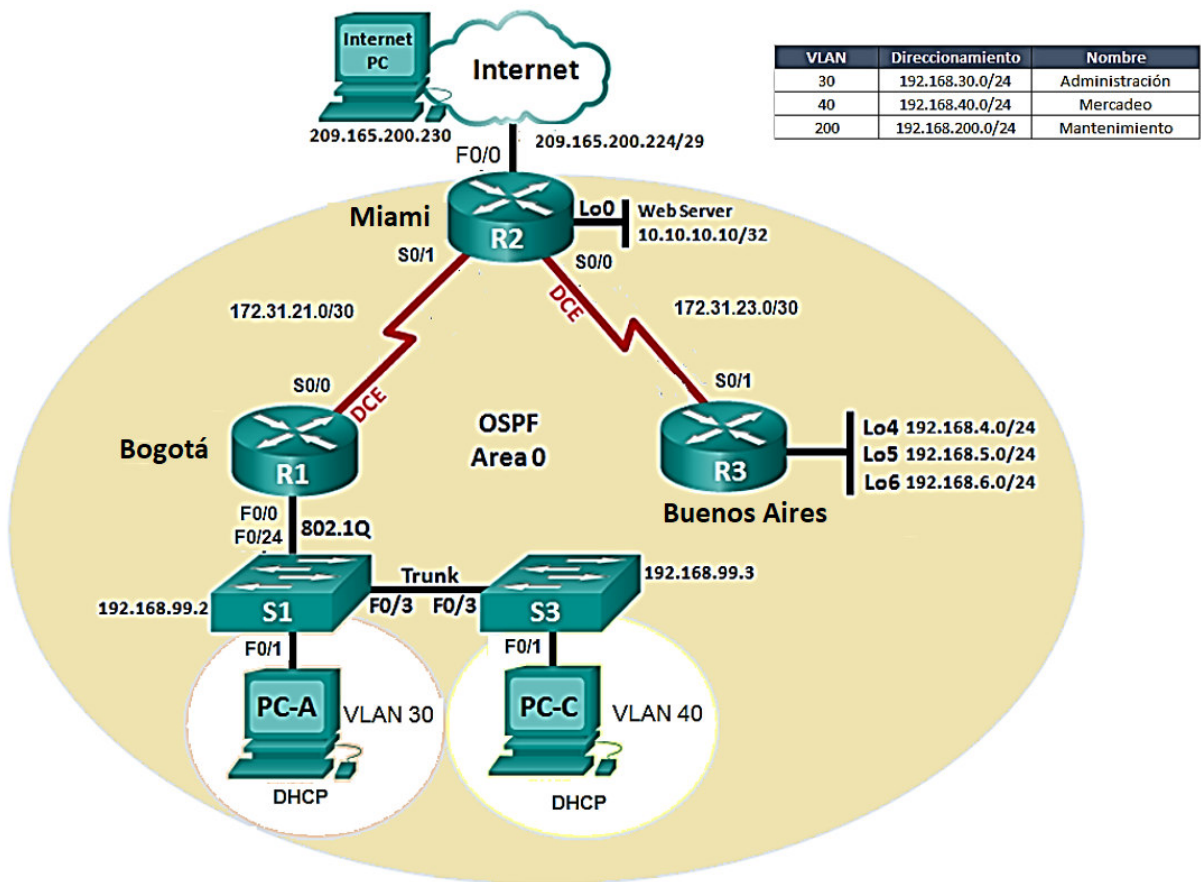 Internet
PC
Internet
209.165.200.230
209.165.200.224/29
F0/0
VLAN Direccionamiento Nombre
30 192.168.30.0/24 Administración
40 192.168.40.0/24 Mercadeo
200 192.168.200.0/24 Mantenimiento
Miami
R2
Lo0
Web Server
10.10.10.10/32
S0/1
S0/0
DCE
172.31.21.0/30
172.31.23.0/30
S0/0
DCE
S0/1
Bogotá
R1
OSPF
Area 0
R3
Buenos Aires
Lo4 192.168.4.0/24
Lo5 192.168.5.0/24
Lo6 192.168.6.0/24
F0/0
F0/24
802.1Q
192.168.99.2
S1
Trunk
F0/3 F0/3
S3
192.168.99.3
F0/1
F0/1
PC-A
VLAN 30
DHCP
PC-C
VLAN 40
DHCP